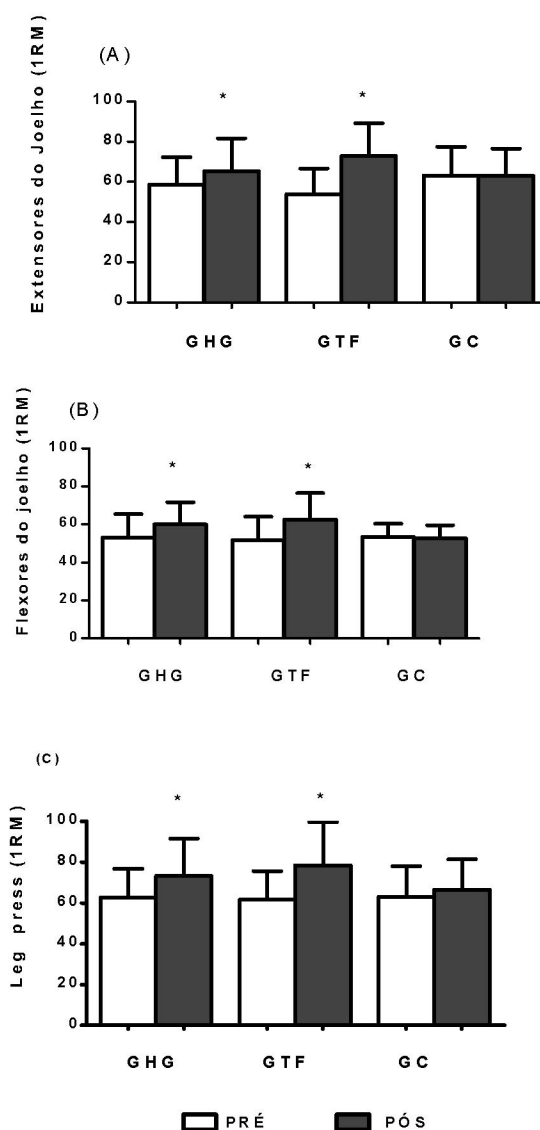 (A)
Extensores do Joelho (1RM)
100
80
60
40
20
0
*
*
GHG
GTF
GC
(B)
Flexores do joelho (1RM)
100
80
60
40
20
0
*
*
GHG
GTF
GC
(C)
Leg press (1RM)
100
80
60
40
20
0
*
*
GHG
GTF
GC
PRÉ
PÓS